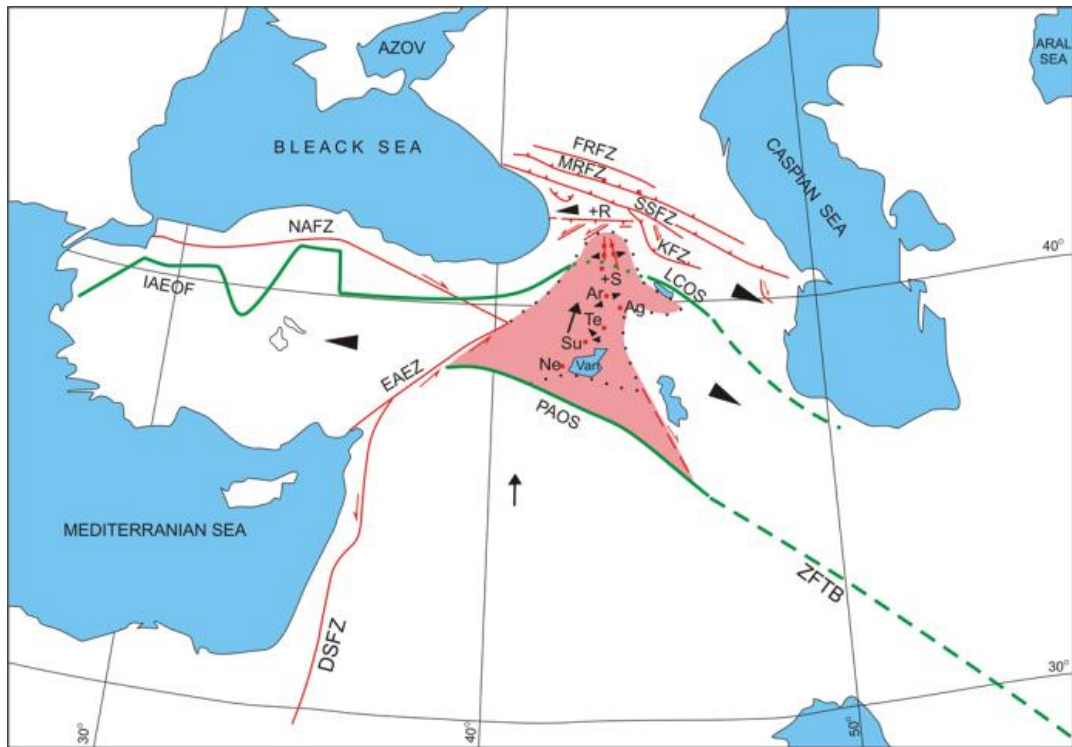 AZOV
ARAL
SEA
BLEACK SEA
CASPIAN SEA
FRFZ
MRFZ
SSFZ
+R
KFZ
NAFZ
40°
IAEOF
LCOS
+S
Ar
Ag
Te
Su
Ne
Van
EAEZ
PAOS
MEDITERRANIAN SEA
ZFTB
DSFZ
30°
30°
40°
50°